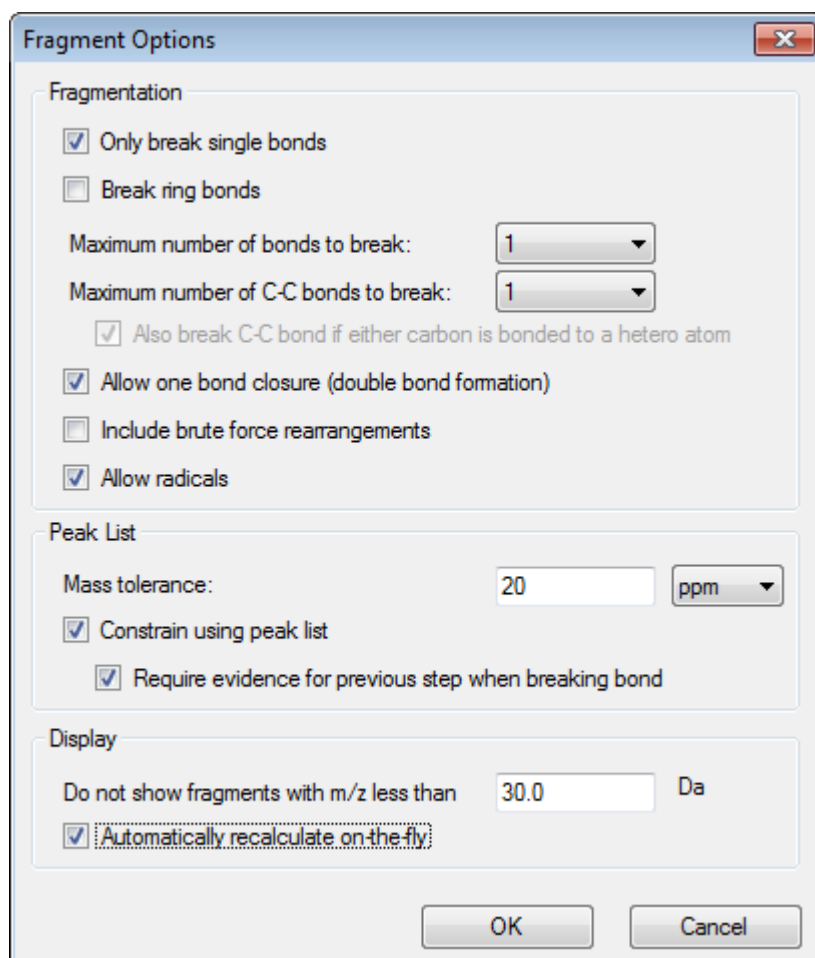 Fragment Options
Fragmentation
Only break single bonds
Break ring bonds
Maximum number of bonds to break: 1
Maximum number of C-C bonds to break: 1
Also break C-C bond if either carbon is bonded to a hetero atom
Allow one bond closure (double bond formation)
Include brute force rearrangements
Allow radicals
Peak List
Mass tolerance: 20 ppm
Constrain using peak list
Require evidence for previous step when breaking bond
Display
Do not show fragments with m/z less than 30.0 Da
Automatically recalculate on-the-fly
OK Cancel